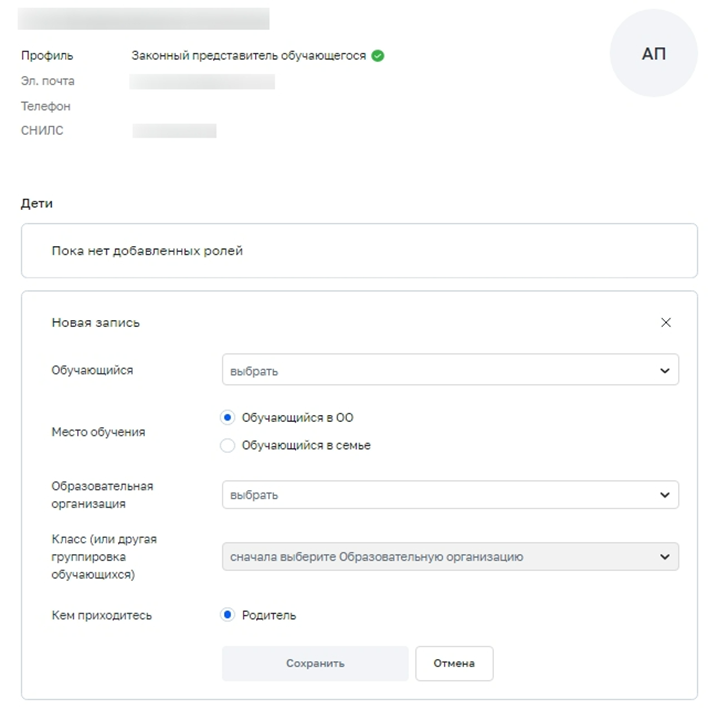 АП
Профиль Законный представитель обучающегося
Эл. почта
Телефон
СНИЛС
Дети
Пока нет добавленных ролей
Новая запись
Обучающийся выбрать
Место обучения
Обучающийся в ОО
Обучающийся в семье
Образовательная
организация
выбрать
Класс (или другая
группировка
обучающихся)
сначала выберите Образовательную организацию
Кем приходитесь Родитель
Сохранить Отмена